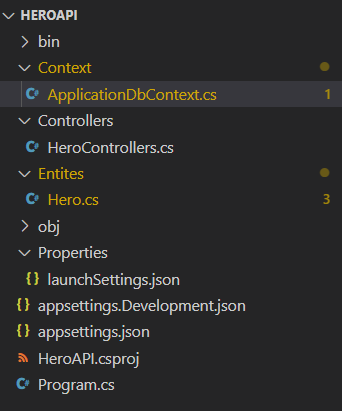 HEROAPI
bin
Context
C# ApplicationDbContext.cs 1
Controllers
C# HeroControllers.cs
Entites
C# Hero.cs 3
obj
Properties
{ } launchSettings.json
{ } appsettings.Development.json
{ } appsettings.json
HeroAPI.csproj
C# Program.cs